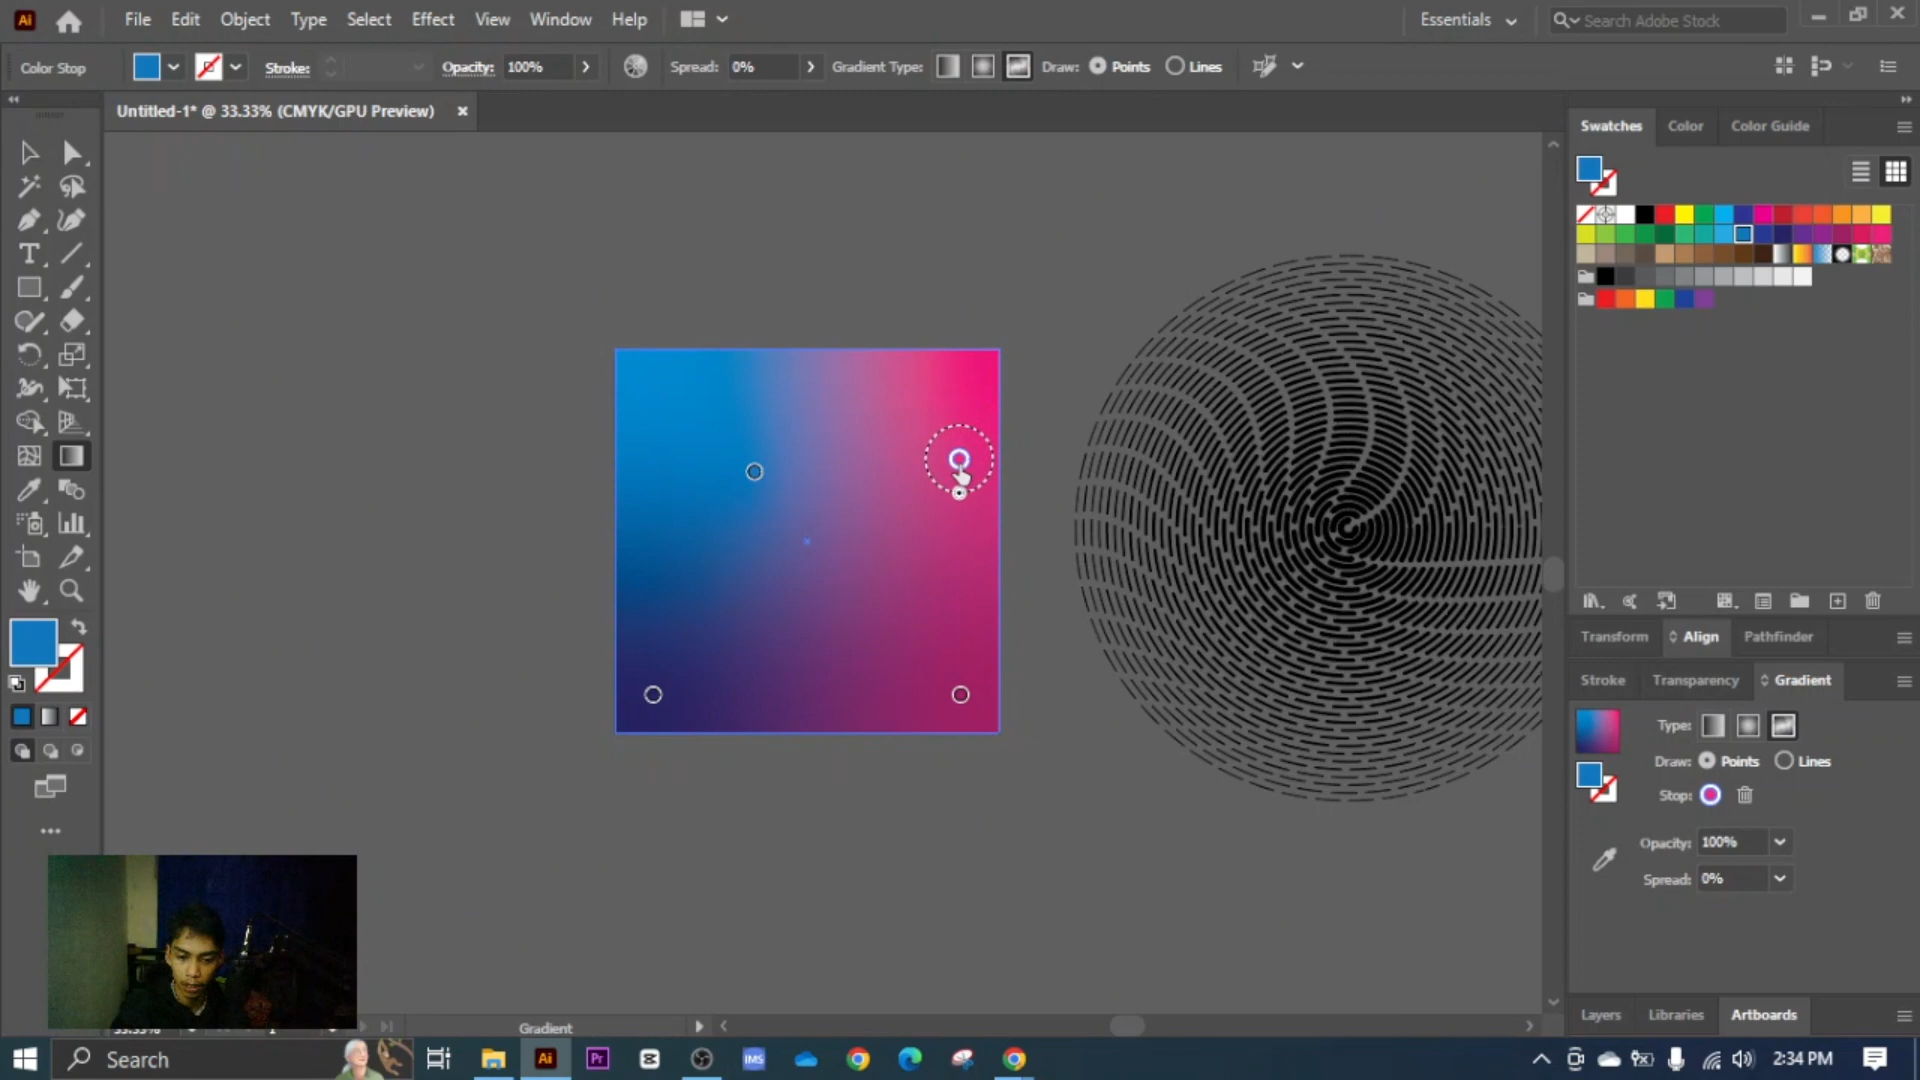 Ai File Edit Object Type Select Effect View Window Help Essentials Search Adobe Stock
Color Stop Stroke: Opacity: 100% Spread: 0% Gradient Type: Draw: Points Lines
Untitled-1* @ 33.33% (CMYK/GPU Preview)
Swatches Color Color Guide
Transform Align Pathfinder
Stroke Transparency Gradient
Type:
Draw: Points Lines
Stop:
Opacity: 100%
Spread: 0%
Gradient
Layers Libraries Artboards
Search Ai Pr IMS 2:34 PM